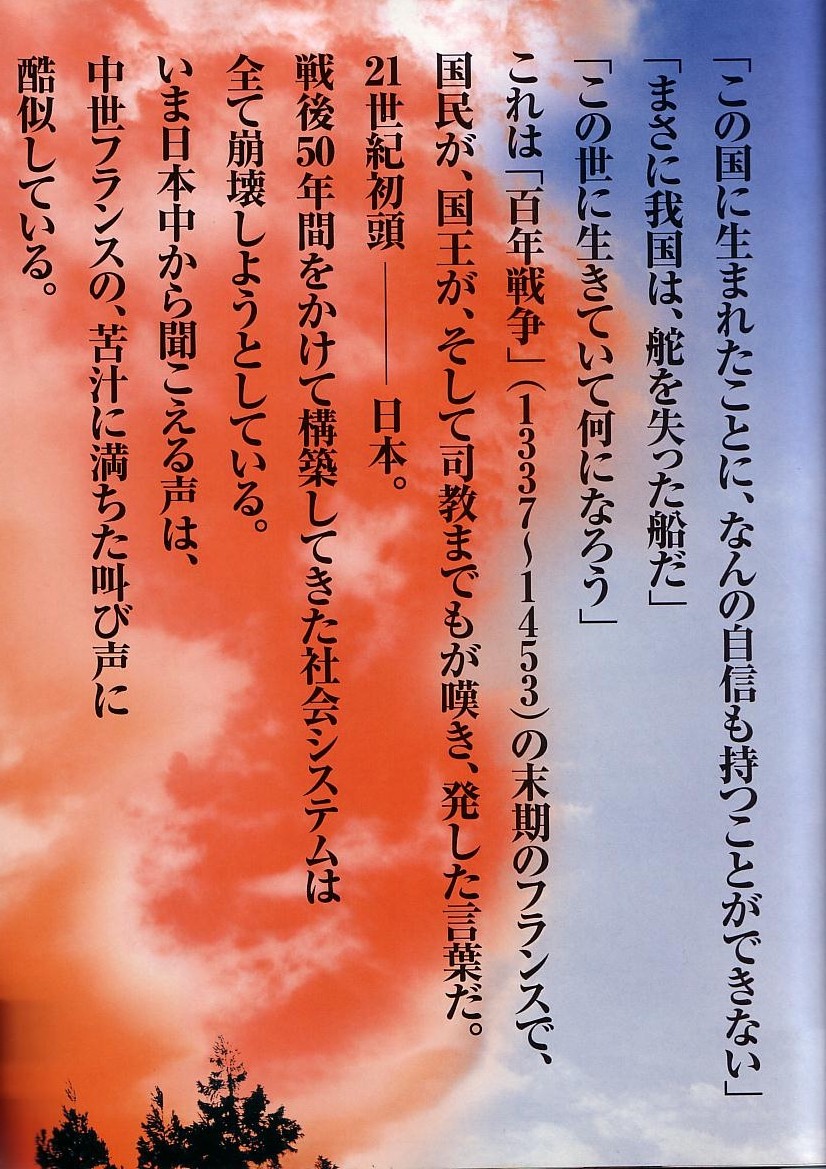 「この国に生まれたことに、なんの自信も持つことができない」
「まさに我国は、舵を失った船だ」
「この世に生きていて何になろう」
これは「百年戦争」（1337〜1453）の末期のフランスで、
国民が、国王が、そして司教までもが嘆き、発した言葉だ。
21世紀初頭――日本。
戦後50年間をかけて構築してきた社会システムは
全て崩壊しようとしている。
いま日本中から聞こえる声は、
中世フランスの、苦汁に満ちた叫び声に
酷似している。